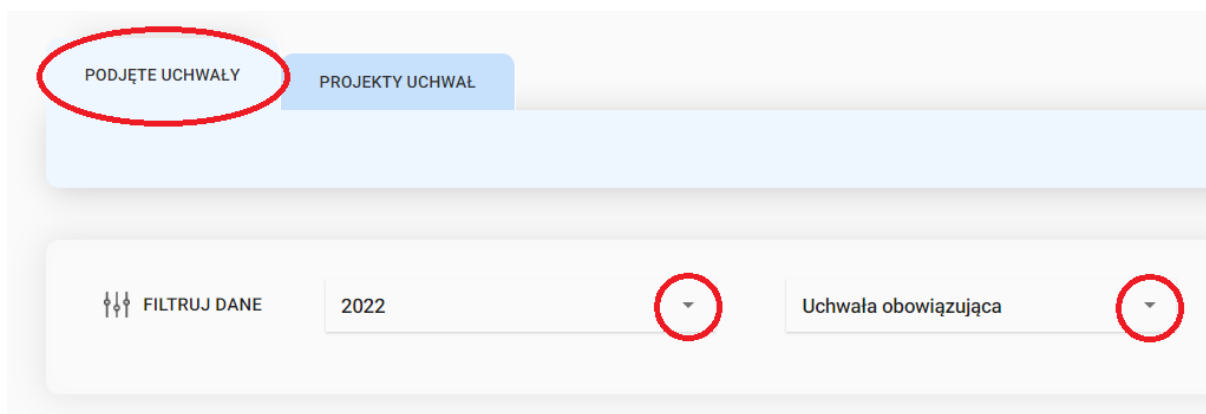 PODJĘTE UCHWAŁY
PROJEKTY UCHWAŁ
FILTRUJ DANE 2022 Uchwała obowiązująca